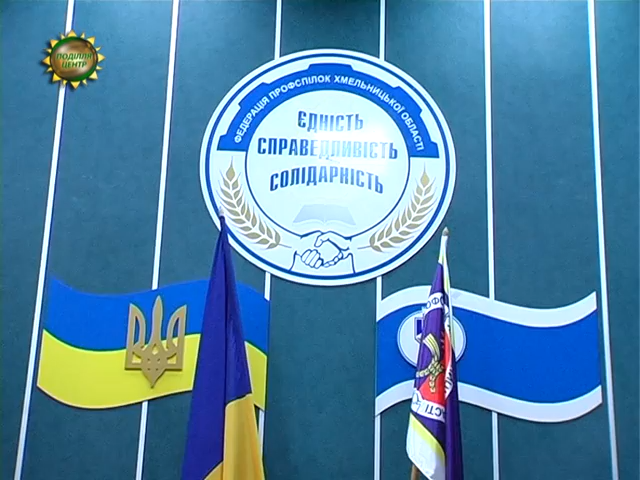 ПОДІЛЛЯ
ЦЕНТР
ФЕДЕРАЦІЯ ПРОФСПІЛОК ХМЕЛЬНИЦЬКОЇ ОБЛАСТІ
ЄДНІСТЬ
СПРАВЕДЛИВІСТЬ
СОЛІДАРНІСТЬ